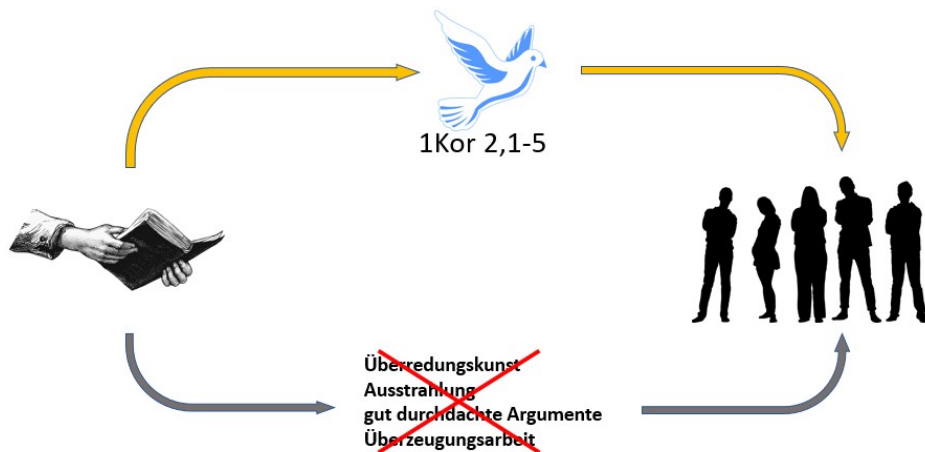 1Kor 2,1-5
Überredungskunst
Ausstrahlung
gut durchdachte Argumente
Überzeugungsarbeit